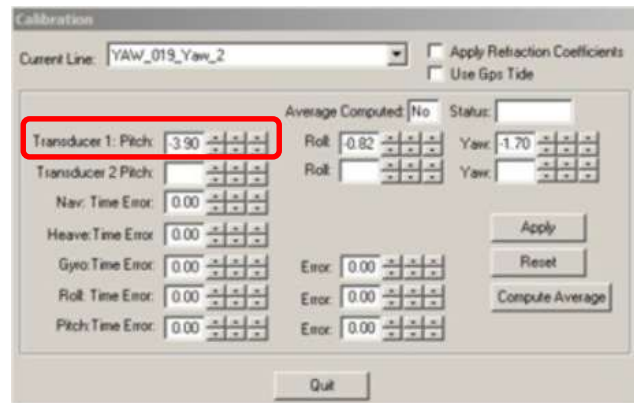 Calibration
Current Line: YAW_019_Yaw_2
Apply Refraction Coefficients
Use Gps Tide
Average Computed: No Status:
Transducer 1: Pitch: -3.90 Roll: -0.82 Yaw: -1.70
Transducer 2 Pitch: Roll: Yaw:
Nav: Time Error: 0.00
Heave:Time Error: 0.00
Apply
Gyro:Time Error: 0.00 Error: 0.00
Reset
Roll: Time Error: 0.00 Error: 0.00
Compute Average
Pitch:Time Error: 0.00 Error: 0.00
Quit